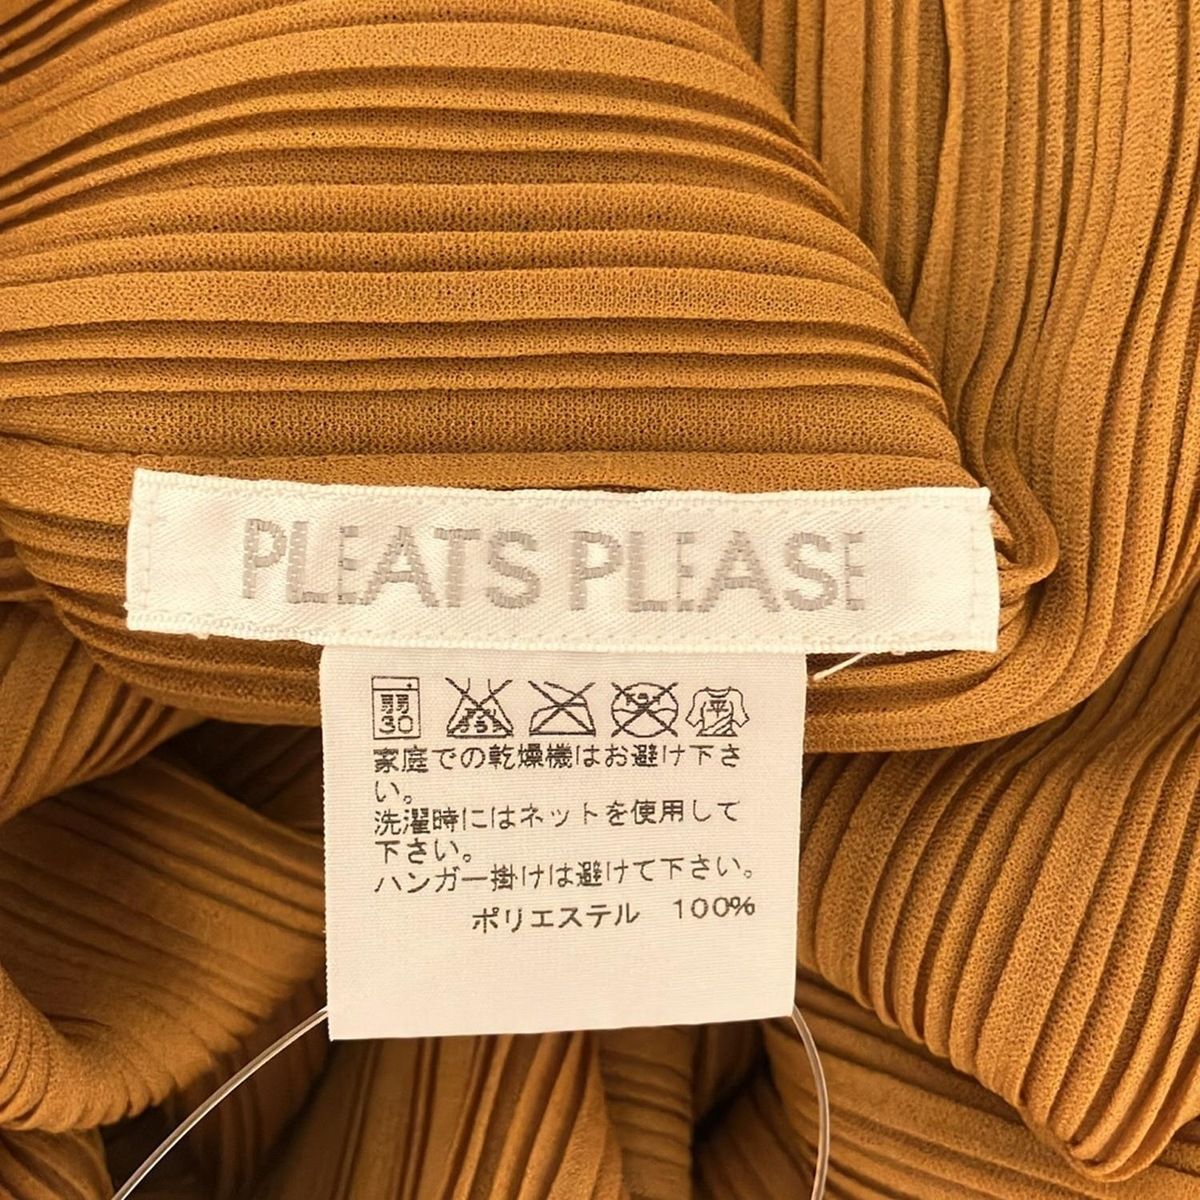 PLEATS PLEASE
弱 30 平
家庭での乾燥機はお避け下さ
い。
洗濯時にはネットを使用して
下さい。
ハンガー掛けは避けて下さい。
ポリエステル 100%